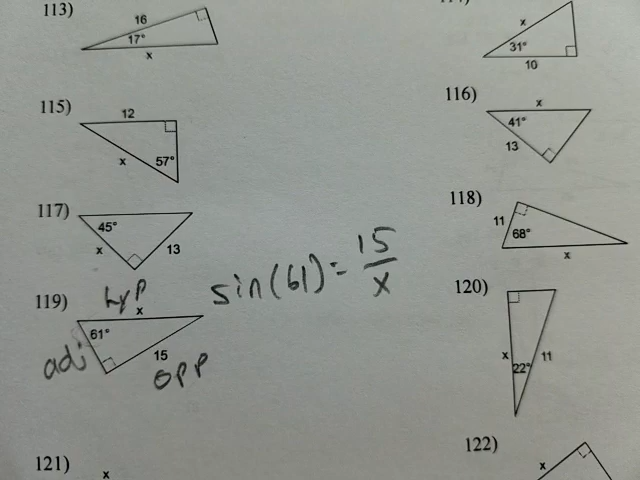 113)
16
17°
x
x
31°
10
115)
12
x
57°
116)
x
41°
13
117)
45°
x
13
118)
11
68°
x
119)
hyp
x
61°
adj
15
opp
sin(61) = 15/x
120)
x
22°
11
121)
x
122)
x